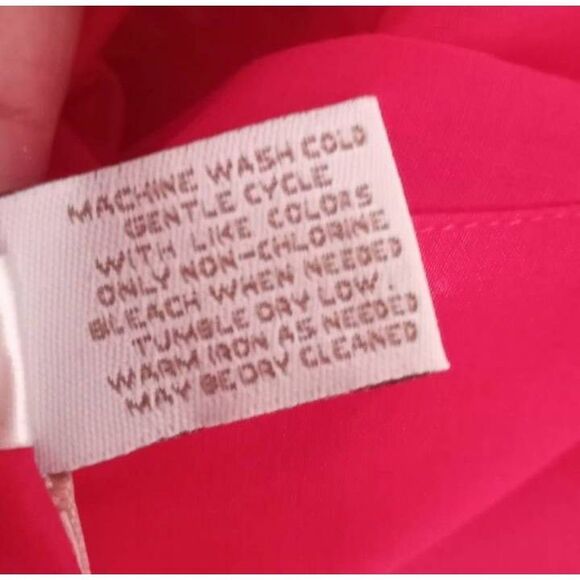 MACHINE WASH COLD
GENTLE CYCLE
WITH LIKE COLORS
ONLY NON-CHLORINE
BLEACH WHEN NEEDED
TUMBLE DRY LOW.
WARM IRON AS NEEDED
MAY BE DRY CLEANED